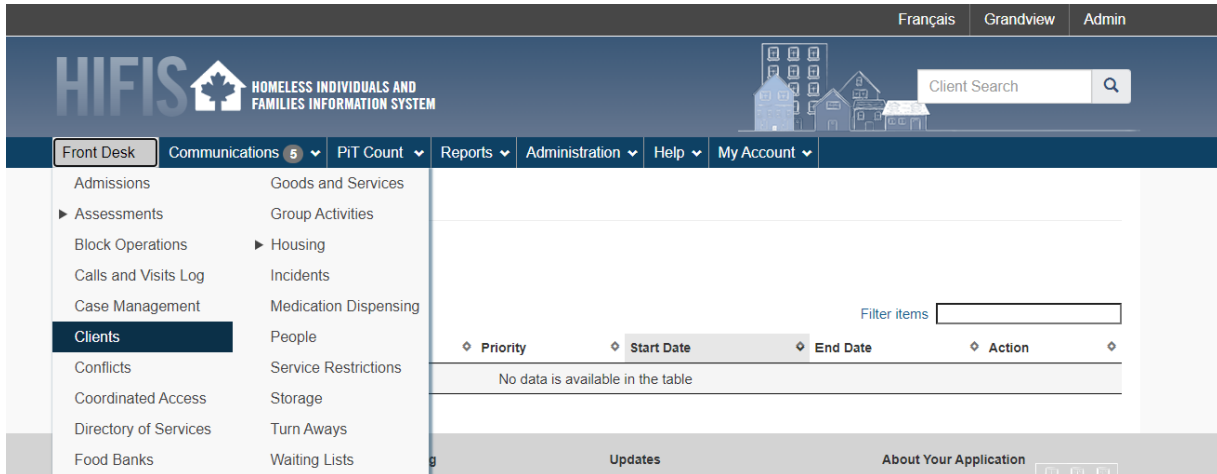 Français Grandview Admin
HIFIS HOMELESS INDIVIDUALS AND
FAMILIES INFORMATION SYSTEM
Client Search
Front Desk Communications 5 PiT Count Reports Administration Help My Account
Admissions Goods and Services
Assessments Group Activities
Block Operations Housing
Calls and Visits Log Incidents
Case Management Medication Dispensing
Filter items
Clients People
Priority Start Date End Date Action
Conflicts Service Restrictions
No data is available in the table
Coordinated Access Storage
Directory of Services Turn Aways
Food Banks Waiting Lists
Updates About Your Application